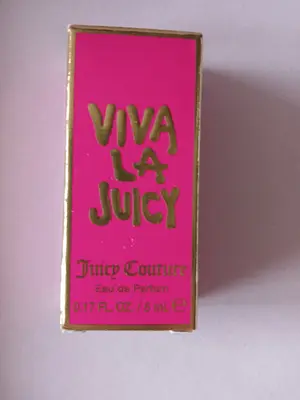 VIVA
LA
JUICY
Juicy Couture
Eau de Parfum
0.17 FL. OZ. / 5 mL ℮